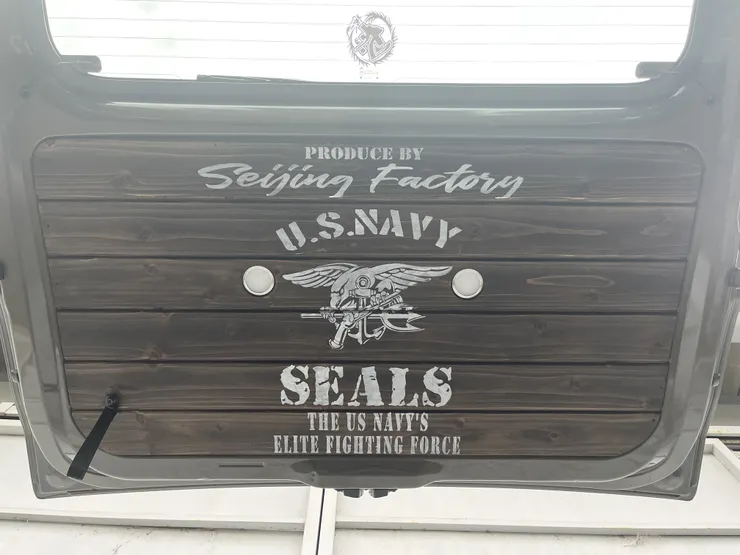 PRODUCE BY
Seijing Factory
U.S.NAVY
SEALS
THE US NAVY'S
ELITE FIGHTING FORCE